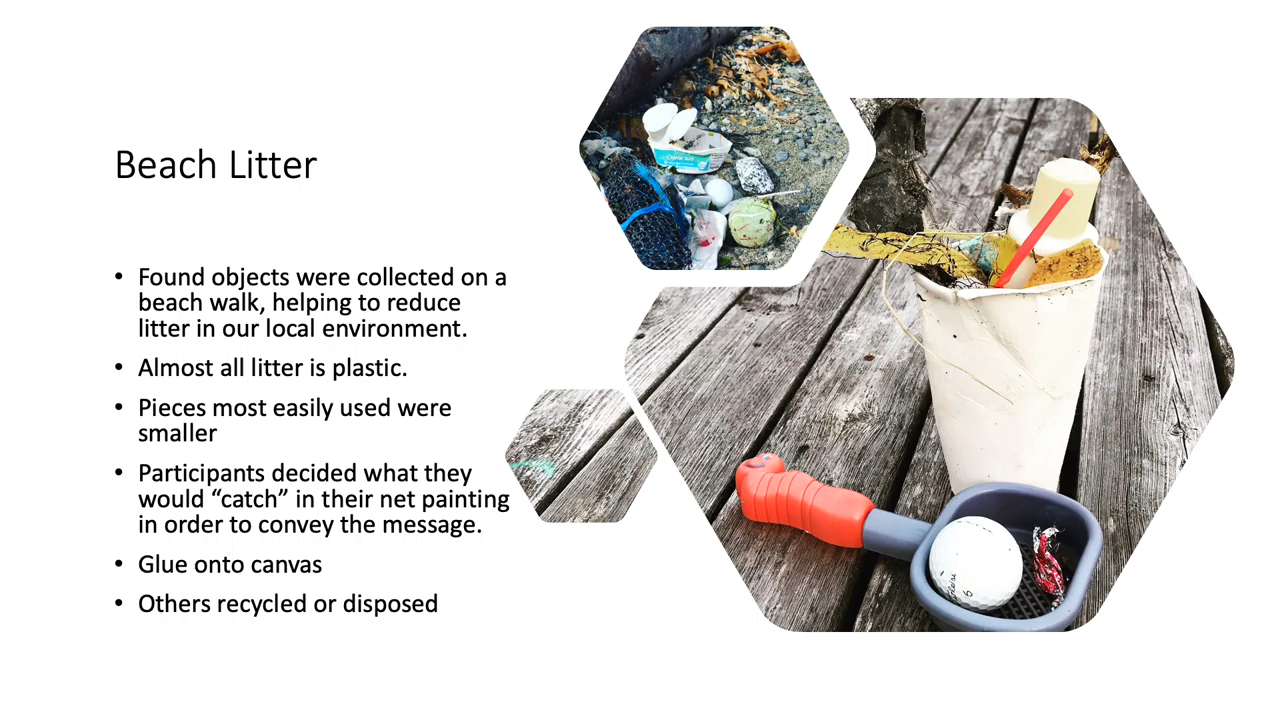 Beach Litter
• Found objects were collected on a
beach walk, helping to reduce
litter in our local environment.
• Almost all litter is plastic.
• Pieces most easily used were
smaller
• Participants decided what they
would “catch” in their net painting
in order to convey the message.
• Glue onto canvas
• Others recycled or disposed